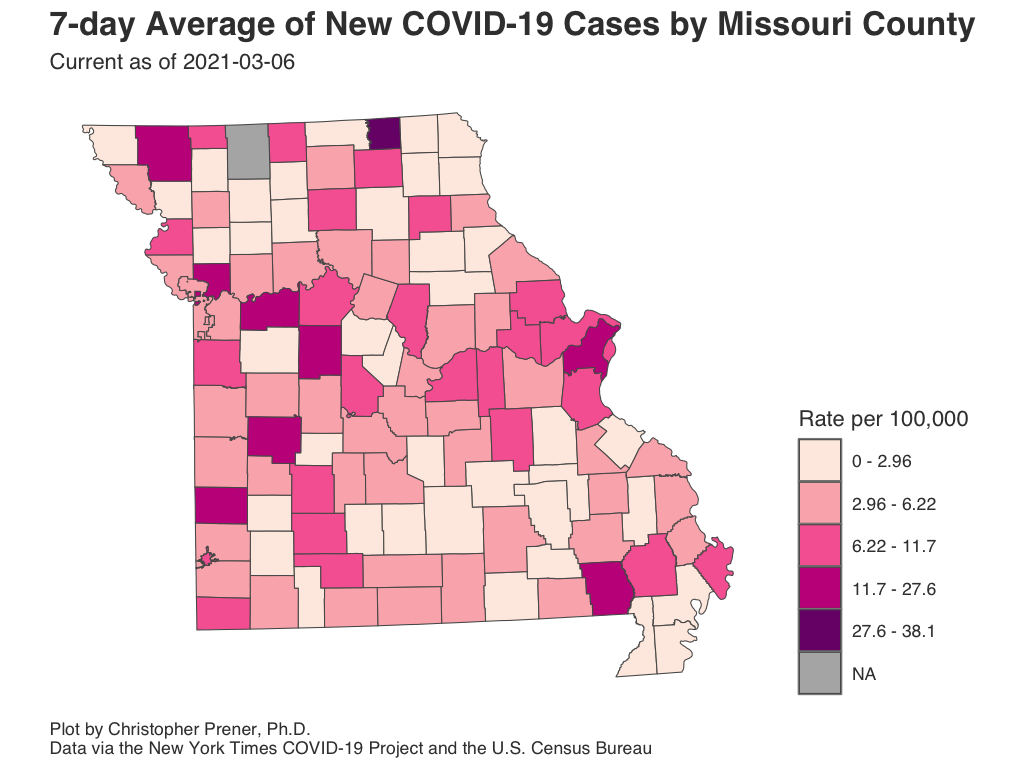 7-day Average of New COVID-19 Cases by Missouri County
Current as of 2021-03-06
Rate per 100,000
0 - 2.96
2.96 - 6.22
6.22 - 11.7
11.7 - 27.6
27.6 - 38.1
NA
Plot by Christopher Prener, Ph.D.
Data via the New York Times COVID-19 Project and the U.S. Census Bureau